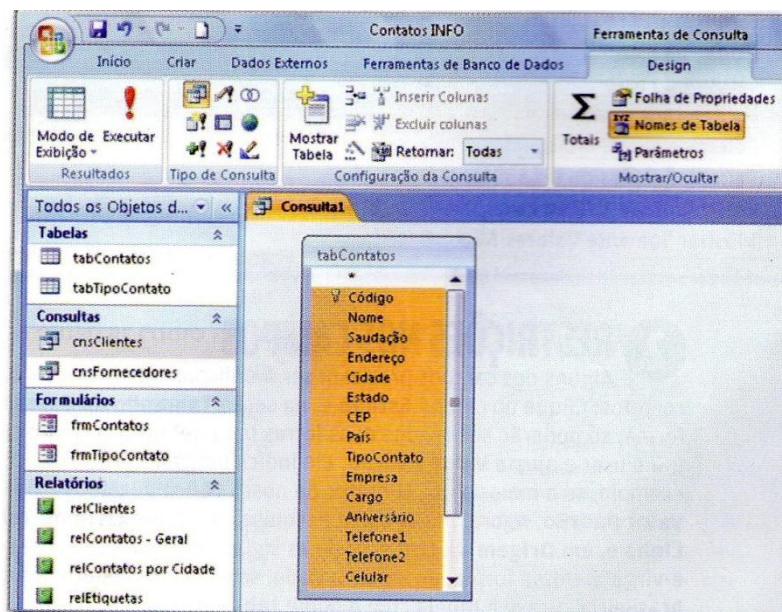 Contatos INFO
Ferramentas de Consulta
Início Criar Dados Externos Ferramentas de Banco de Dados Design
Modo de Exibição
Executar
Resultados
Tipo de Consulta
Mostrar Tabela
Inserir Colunas
Excluir colunas
Retornar: Todas
Configuração da Consulta
Totais
Folha de Propriedades
Nomes de Tabela
Parâmetros
Mostrar/Ocultar
Todos os Objetos d... «
Tabelas
tabContatos
tabTipoContato
Consultas
cnsClientes
cnsFornecedores
Formulários
frmContatos
frmTipoContato
Relatórios
relClientes
relContatos - Geral
relContatos por Cidade
relEtiquetas
Consulta1
tabContatos
*
Código
Nome
Saudação
Endereço
Cidade
Estado
CEP
País
TipoContato
Empresa
Cargo
Aniversário
Telefone1
Telefone2
Celular